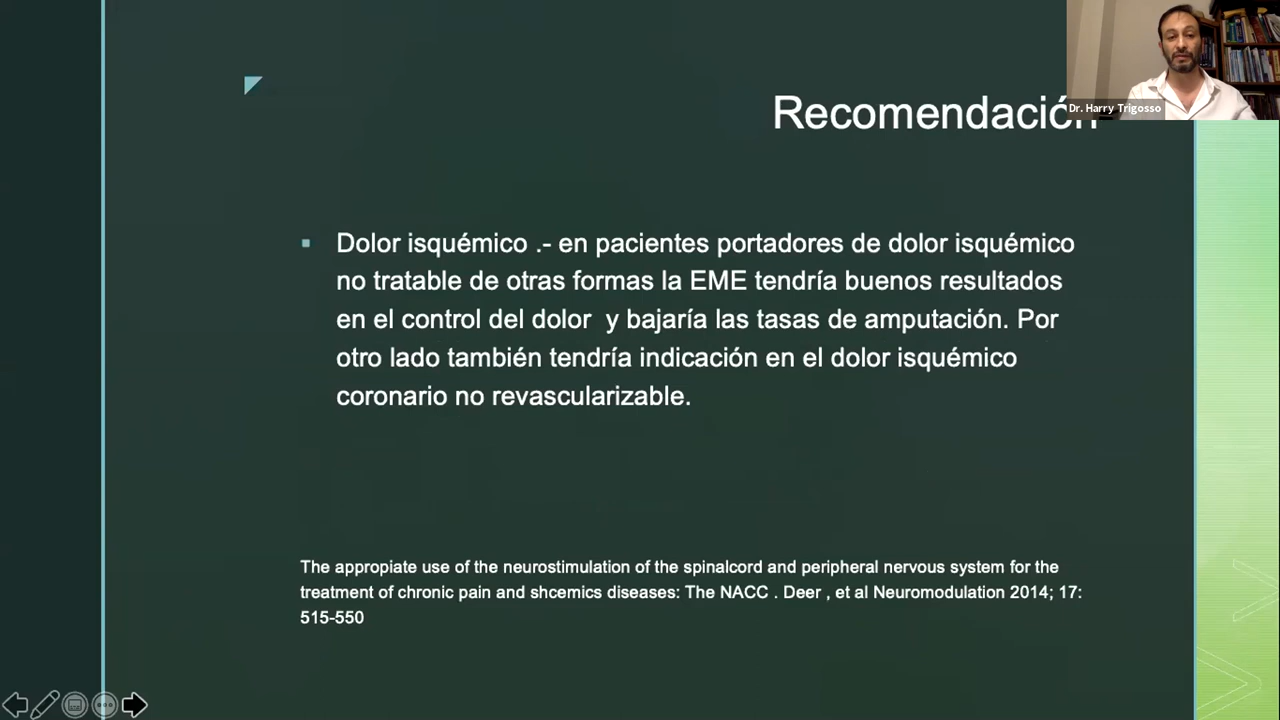 Recomendación
Dr. Harry Trigosso
Dolor isquémico .- en pacientes portadores de dolor isquémico
no tratable de otras formas la EME tendría buenos resultados
en el control del dolor y bajaría las tasas de amputación. Por
otro lado también tendría indicación en el dolor isquémico
coronario no revascularizable.
The appropiate use of the neurostimulation of the spinalcord and peripheral nervous system for the
treatment of chronic pain and shcemics diseases: The NACC . Deer , et al Neuromodulation 2014; 17:
515-550